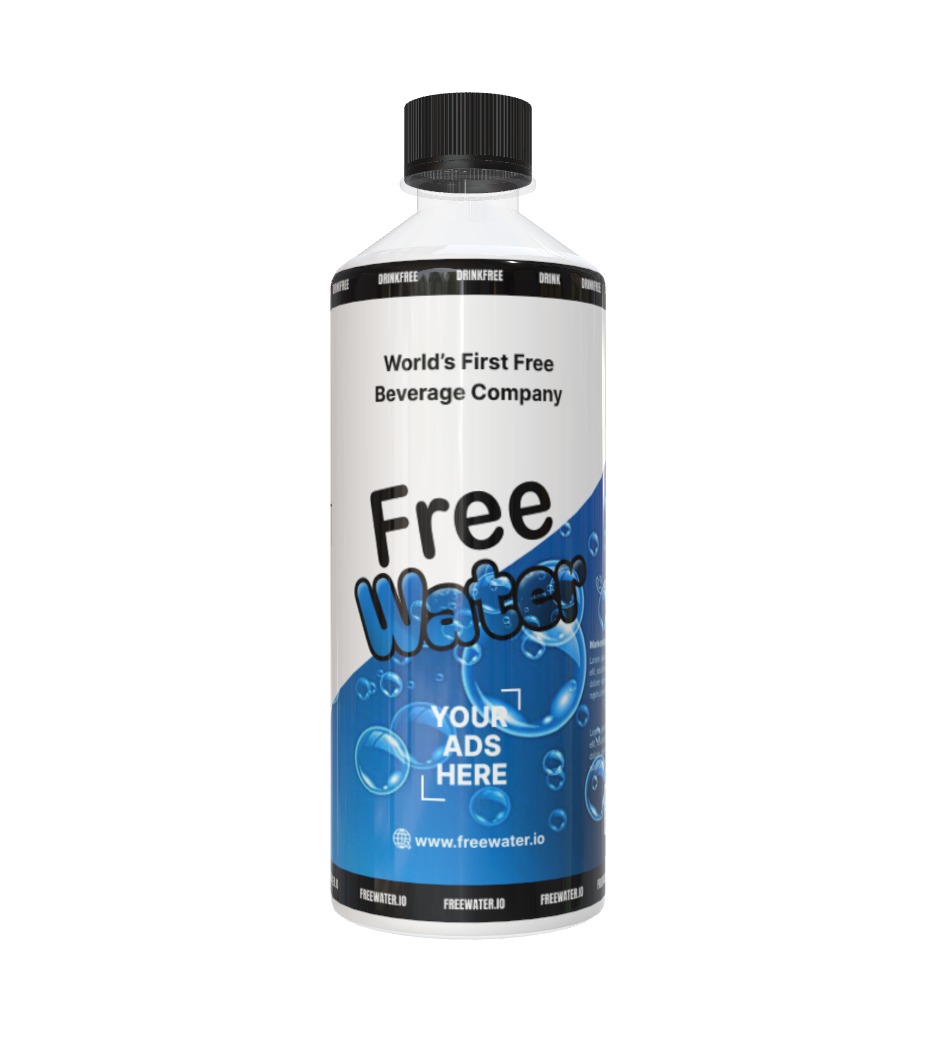 DRINKFREE DRINKFREE DRINK
World's First Free
Beverage Company
Free
Water
YOUR
ADS
HERE
www.freewater.io
FREEWATER.IO FREEWATER.IO FREEWATER.IO